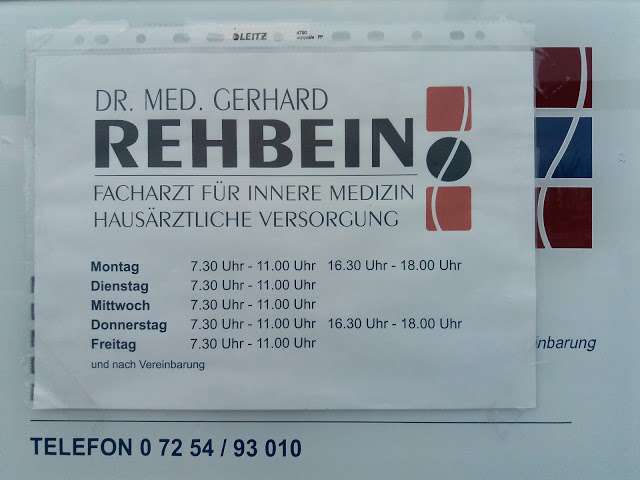 LEITZ
DR. MED. GERHARD
REHBEIN
FACHARZT FÜR INNERE MEDIZIN
HAUSÄRZTLICHE VERSORGUNG
Montag 7.30 Uhr - 11.00 Uhr 16.30 Uhr - 18.00 Uhr
Dienstag 7.30 Uhr - 11.00 Uhr
Mittwoch 7.30 Uhr - 11.00 Uhr
Donnerstag 7.30 Uhr - 11.00 Uhr 16.30 Uhr - 18.00 Uhr
Freitag 7.30 Uhr - 11.00 Uhr
inbarung
und nach Vereinbarung
TELEFON 0 72 54 / 93 010